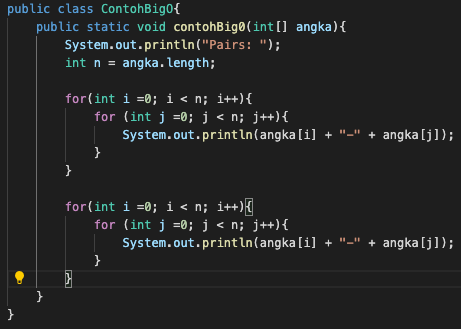 public class ContohBigO{
    public static void contohBig0(int[] angka){
        System.out.println("Pairs: ");
        int n = angka.length;

        for(int i =0; i < n; i++){
            for (int j =0; j < n; j++){
                System.out.println(angka[i] + "-" + angka[j]);
            }
        }

        for(int i =0; i < n; i++){
            for (int j =0; j < n; j++){
                System.out.println(angka[i] + "-" + angka[j]);
            }
        }
    }
}